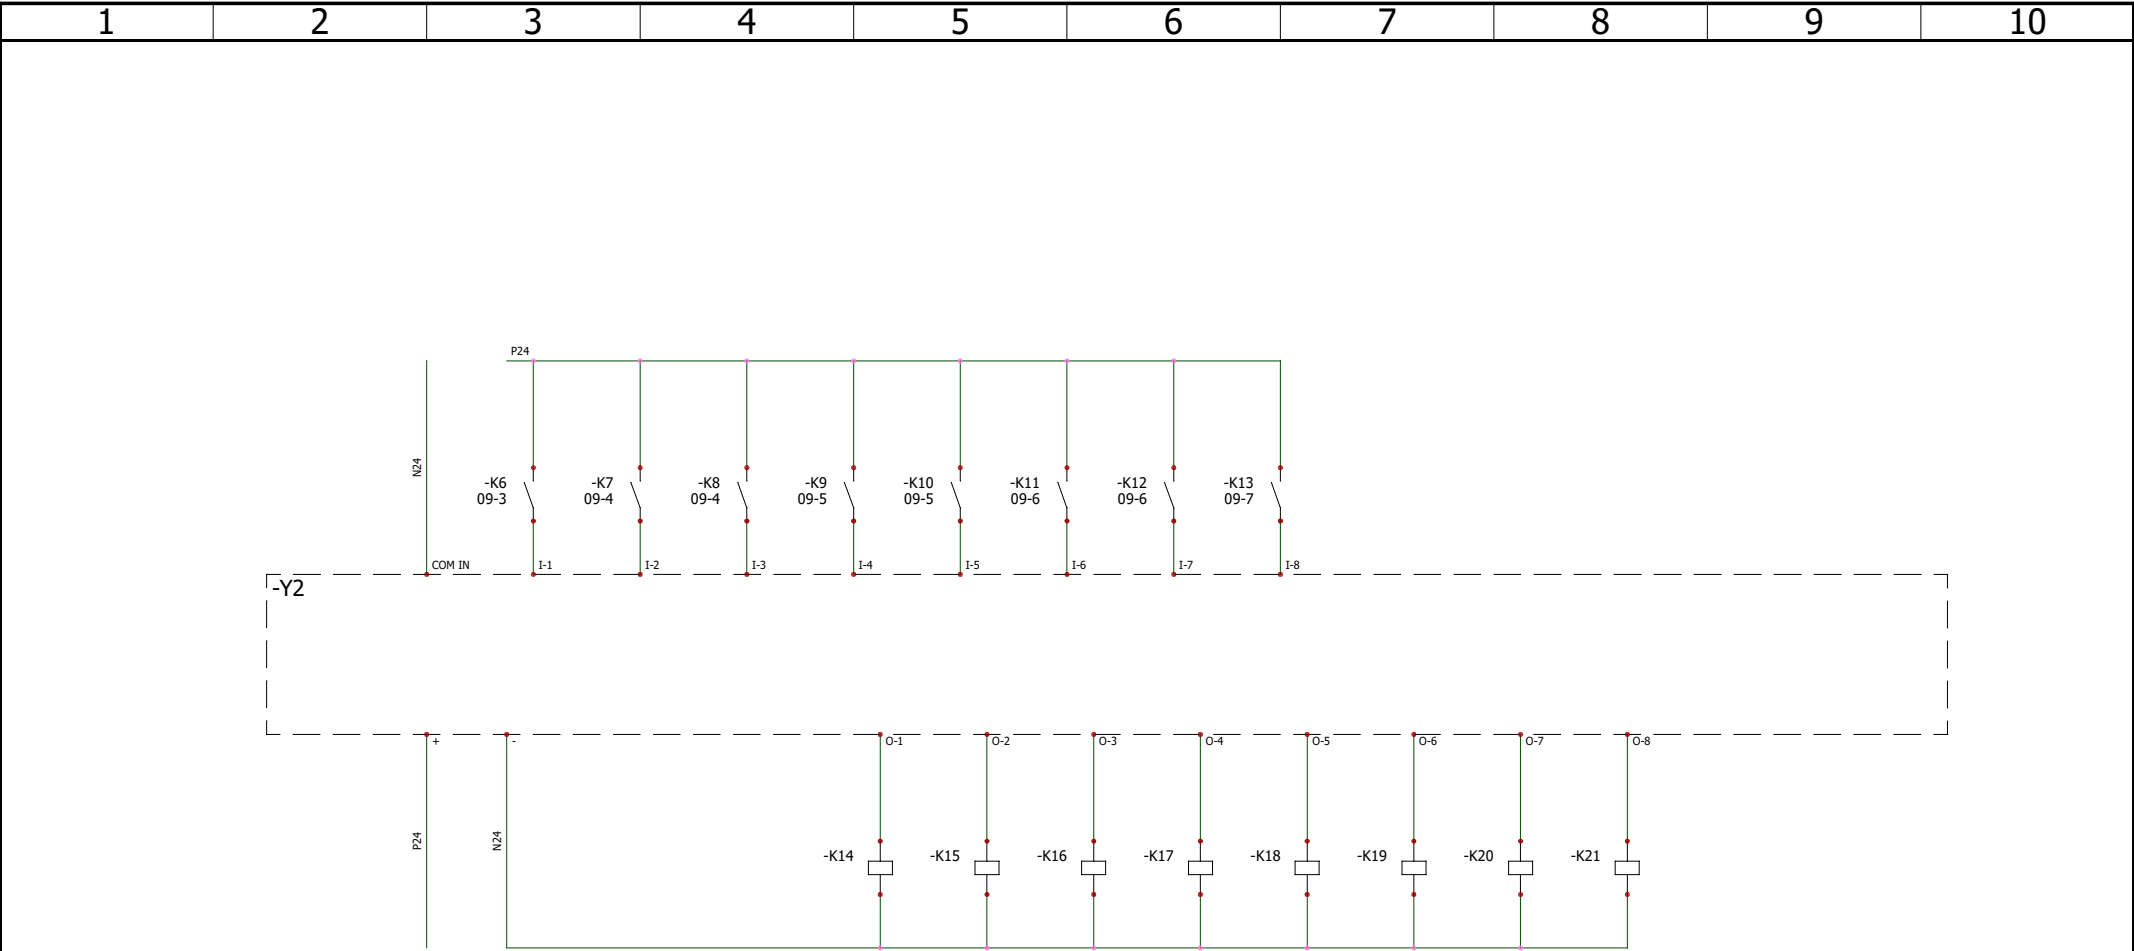 1 2 3 4 5 6 7 8 9 10
P24
N24
-K6 -K7 -K8 -K9 -K10 -K11 -K12 -K13
09-3 09-4 09-4 09-5 09-5 09-6 09-6 09-7
COM IN I-1 I-2 I-3 I-4 I-5 I-6 I-7 I-8
-Y2
+ - O-1 O-2 O-3 O-4 O-5 O-6 O-7 O-8
P24 N24
-K14 -K15 -K16 -K17 -K18 -K19 -K20 -K21